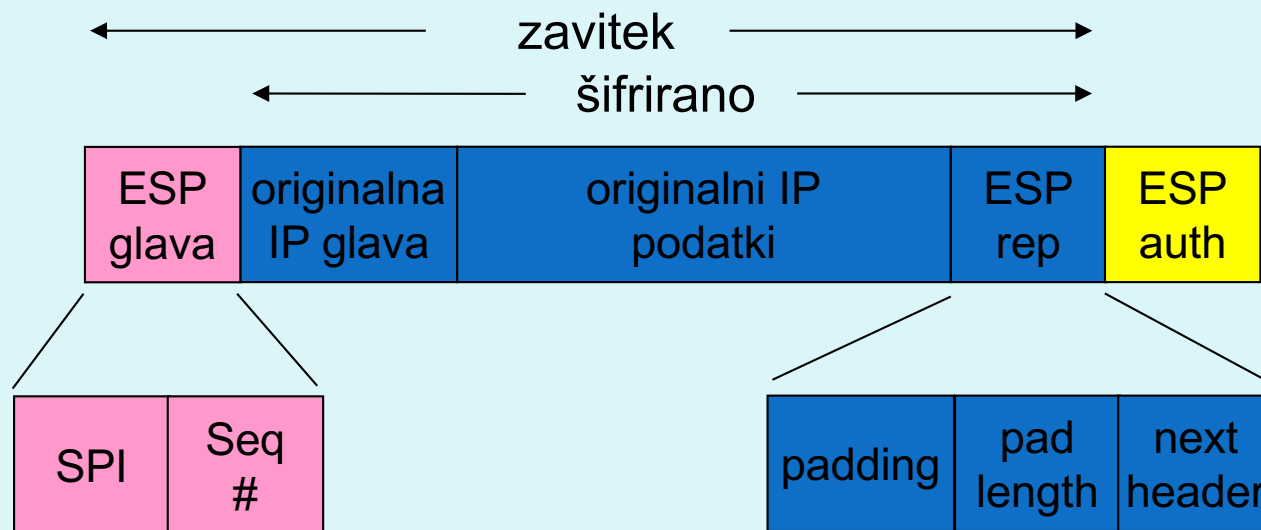 zavitek
šifrirano
ESP
glava
originalna
IP glava
originalni IP
podatki
ESP
rep
ESP
auth
SPI
Seq
#
padding
pad
length
next
header